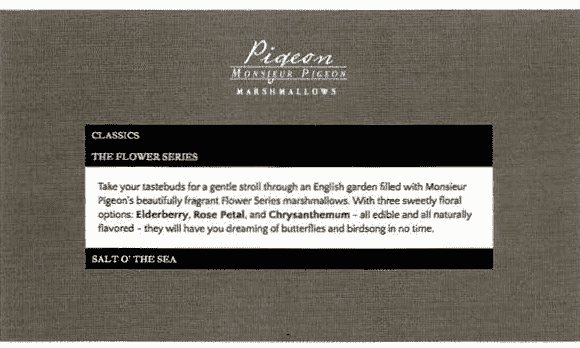 Pigeon
MONSIEUR PIGEON
MARSHMALLOWS
CLASSICS
THE FLOWER SERIES
Take your tastebuds for a gentle stroll through an English garden filled with Monsieur
Pigeon's beautifully fragrant Flower Series marshmallows. With three sweetly floral
options: Elderberry, Rose Petal, and Chrysanthemum – all edible and all naturally
flavored – they will have you dreaming of butterflies and birdsong in no time.
SALT O' THE SEA